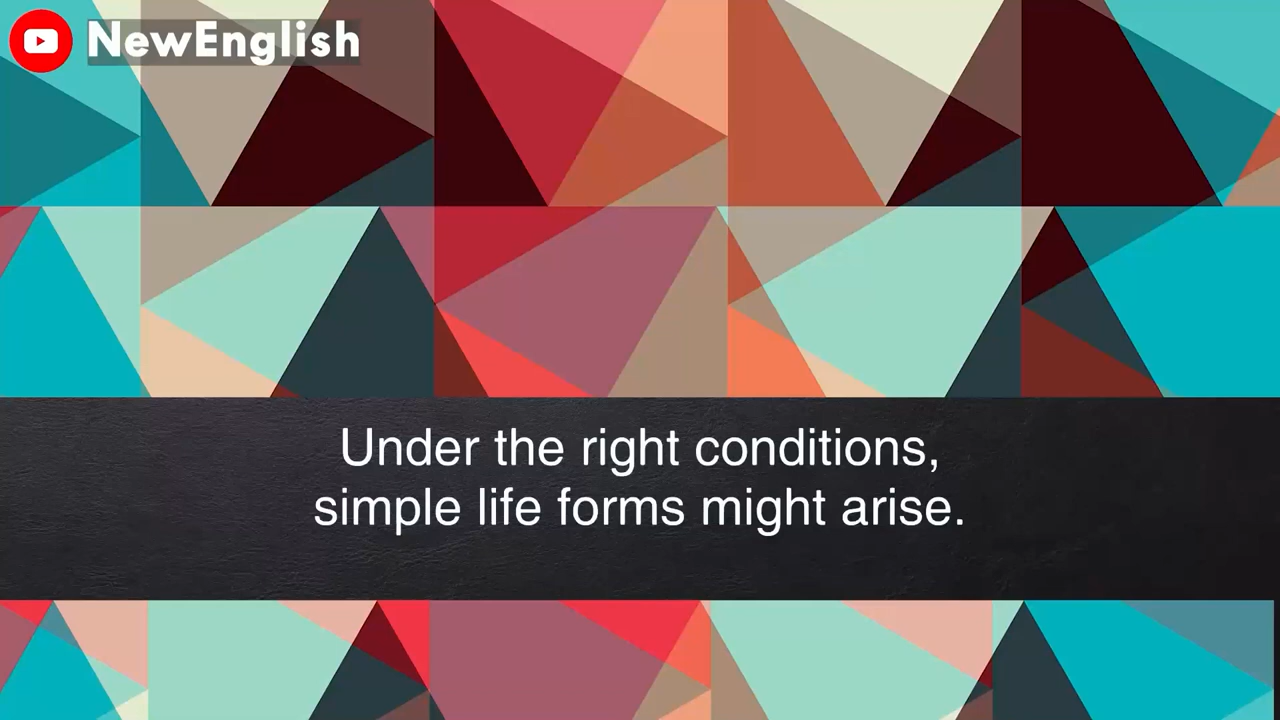 NewEnglish
Under the right conditions,
simple life forms might arise.